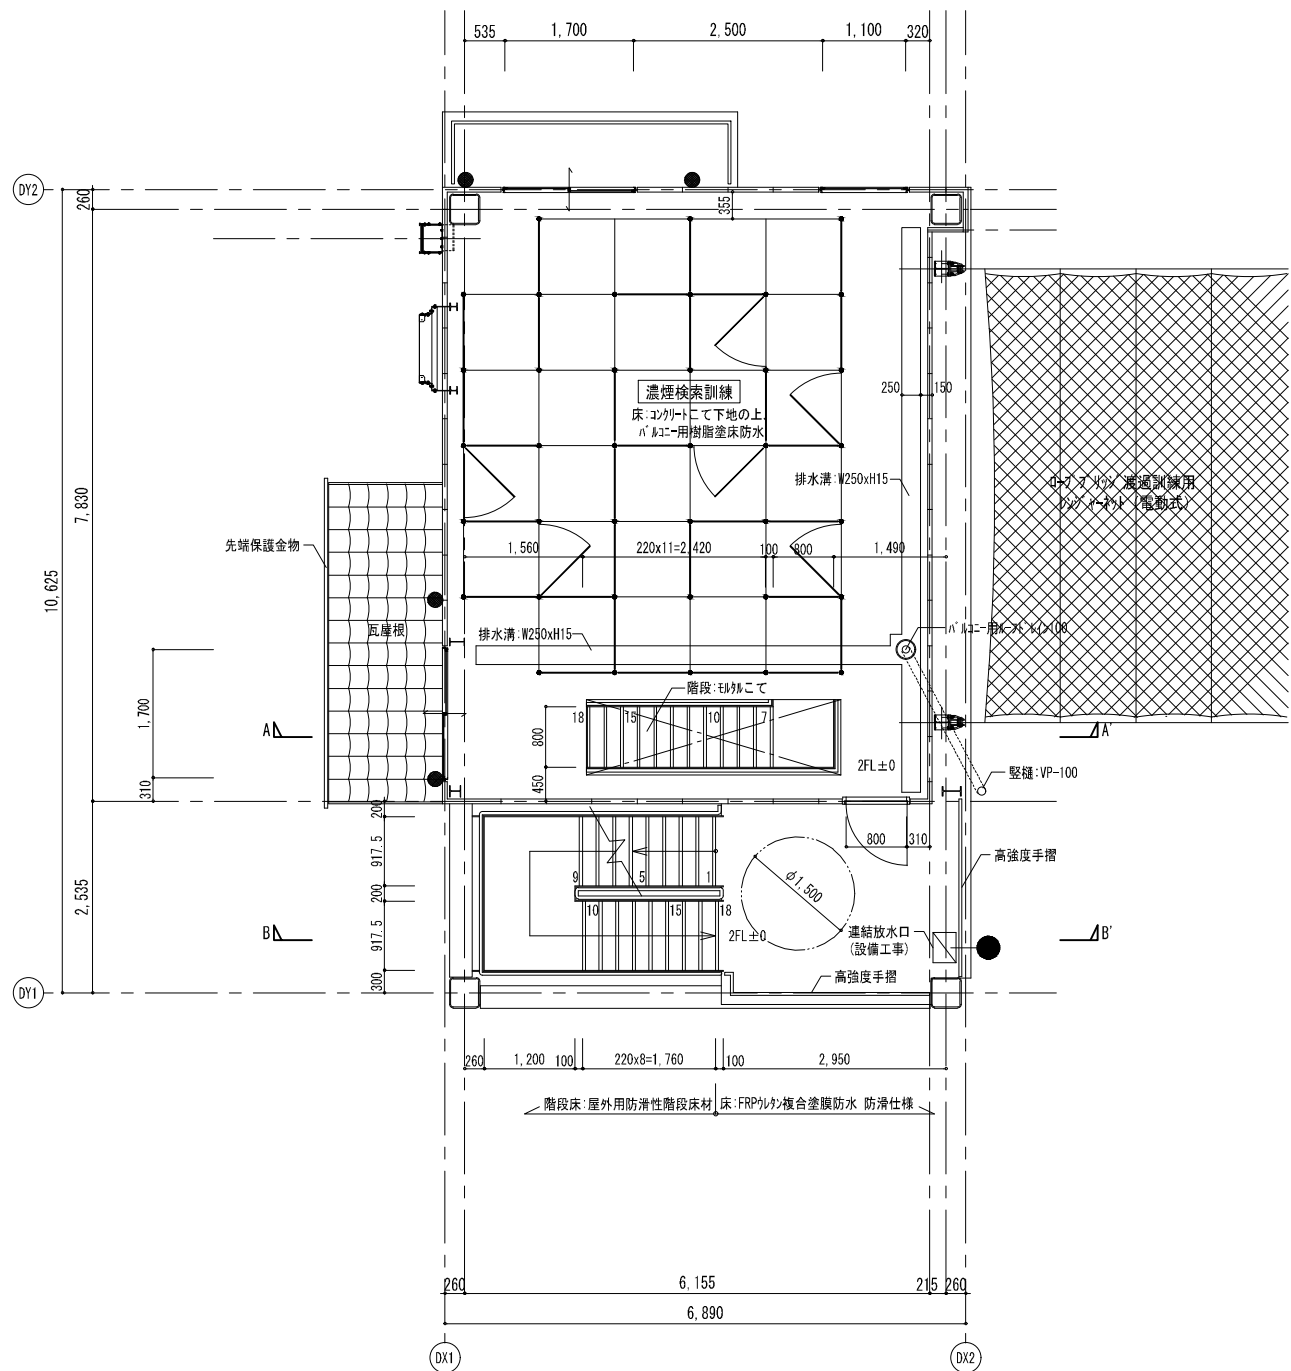 535
1,700
2,500
1,100
320
DY2
260
355
濃煙検索訓練
床:コンクリートこて下地の上、
バルコニー用樹脂塗床防水
250
150
排水溝:W250xH15
ロープブリッジ渡過訓練用
レンジャーネット(電動式)
7,830
10,625
先端保護金物
1,560
220x11=2,420
100
800
1,490
瓦屋根
排水溝:W250xH15
バルコニー用ルーフドレイン100
階段:モルタルこて
18
15
10
7
1,700
800
A
A'
2FL±0
竪樋:VP-100
310
450
200
800
310
917.5
高強度手摺
9
5
1
φ1,500
2,535
200
10
15
18
B
917.5
2FL±0
連結放水口
(設備工事)
B'
高強度手摺
300
DY1
260
1,200
100
220x8=1,760
100
2,950
階段床:屋外用防滑性階段床材
床:FRPウレタン複合塗膜防水 防滑仕様
260
6,155
215
260
6,890
DX1
DX2